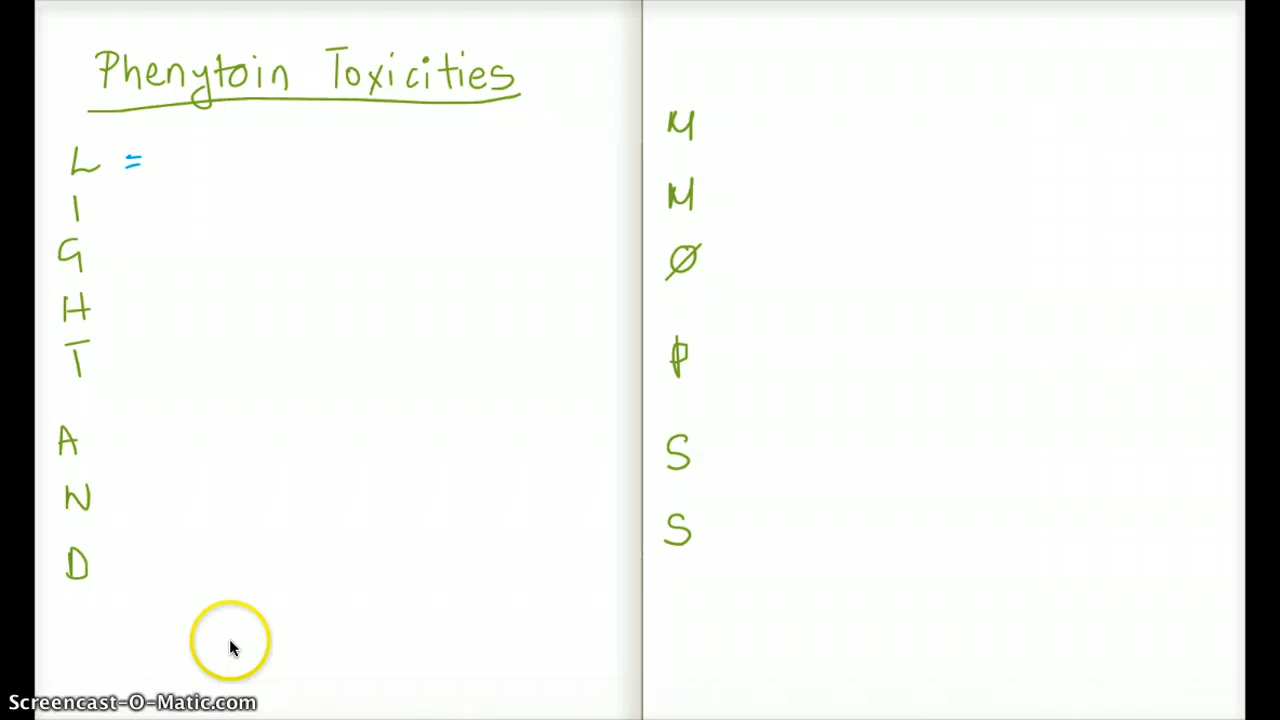 Phenytoin Toxicities
L =
I
G
H
T
A
N
D
M
M
Ø
P
S
S
Screencast-O-Matic.com